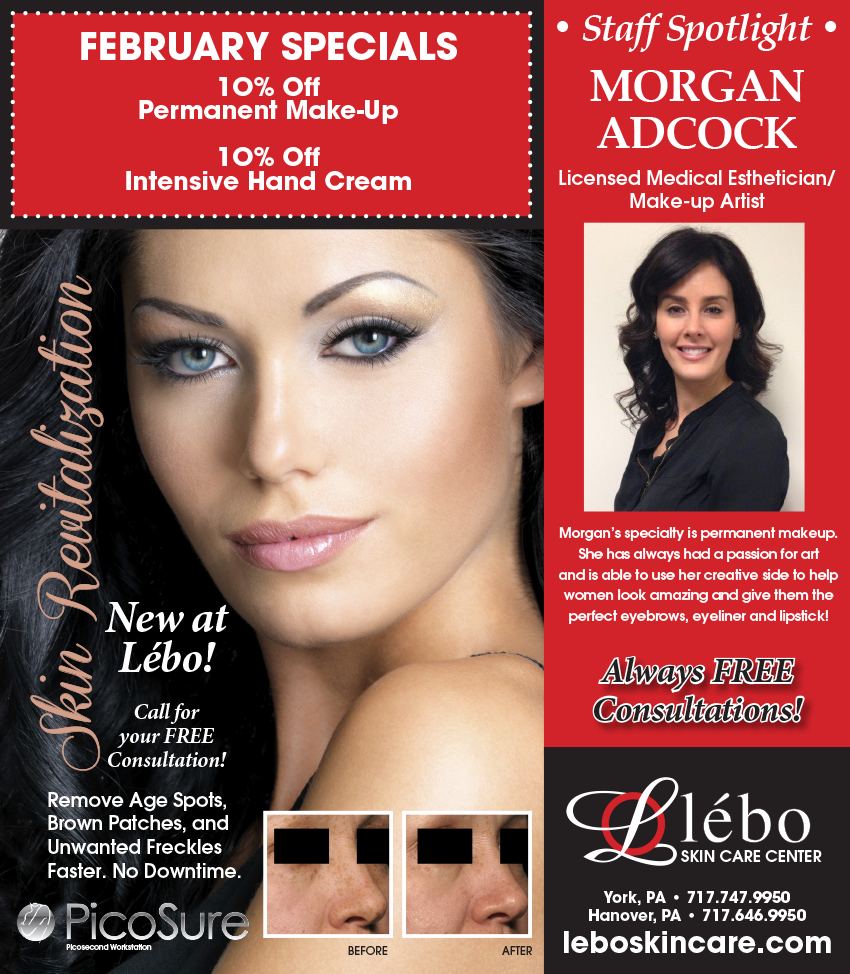 FEBRUARY SPECIALS
10% Off
Permanent Make-Up
10% Off
Intensive Hand Cream
Skin Revitalization
New at
Lébo!
Call for
your FREE
Consultation!
Remove Age Spots,
Brown Patches, and
Unwanted Freckles
Faster. No Downtime.
PicoSure
Picosecond Workstation
BEFORE
AFTER
• Staff Spotlight •
MORGAN
ADCOCK
Licensed Medical Esthetician/
Make-up Artist
Morgan's specialty is permanent makeup.
She has always had a passion for art
and is able to use her creative side to help
women look amazing and give them the
perfect eyebrows, eyeliner and lipstick!
Always FREE
Consultations!
L lébo
SKIN CARE CENTER
York, PA • 717.747.9950
Hanover, PA • 717.646.9950
leboskincare.com